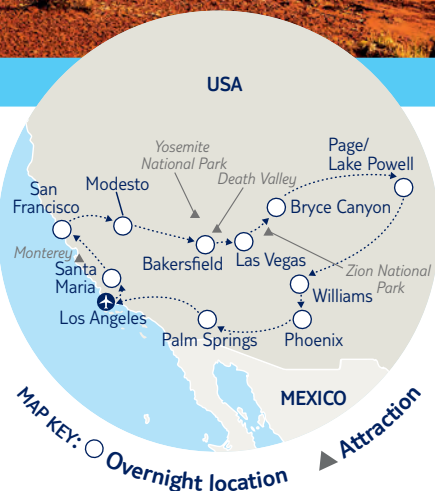 USA
Yosemite
National Park
Death Valley
Page/
Lake Powell
San
Francisco
Modesto
Bryce Canyon
Monterey
Bakersfield
Las Vegas
Zion National
Park
Santa
Maria
Williams
Los Angeles
Palm Springs
Phoenix
MEXICO
MAP KEY:
Overnight location
Attraction